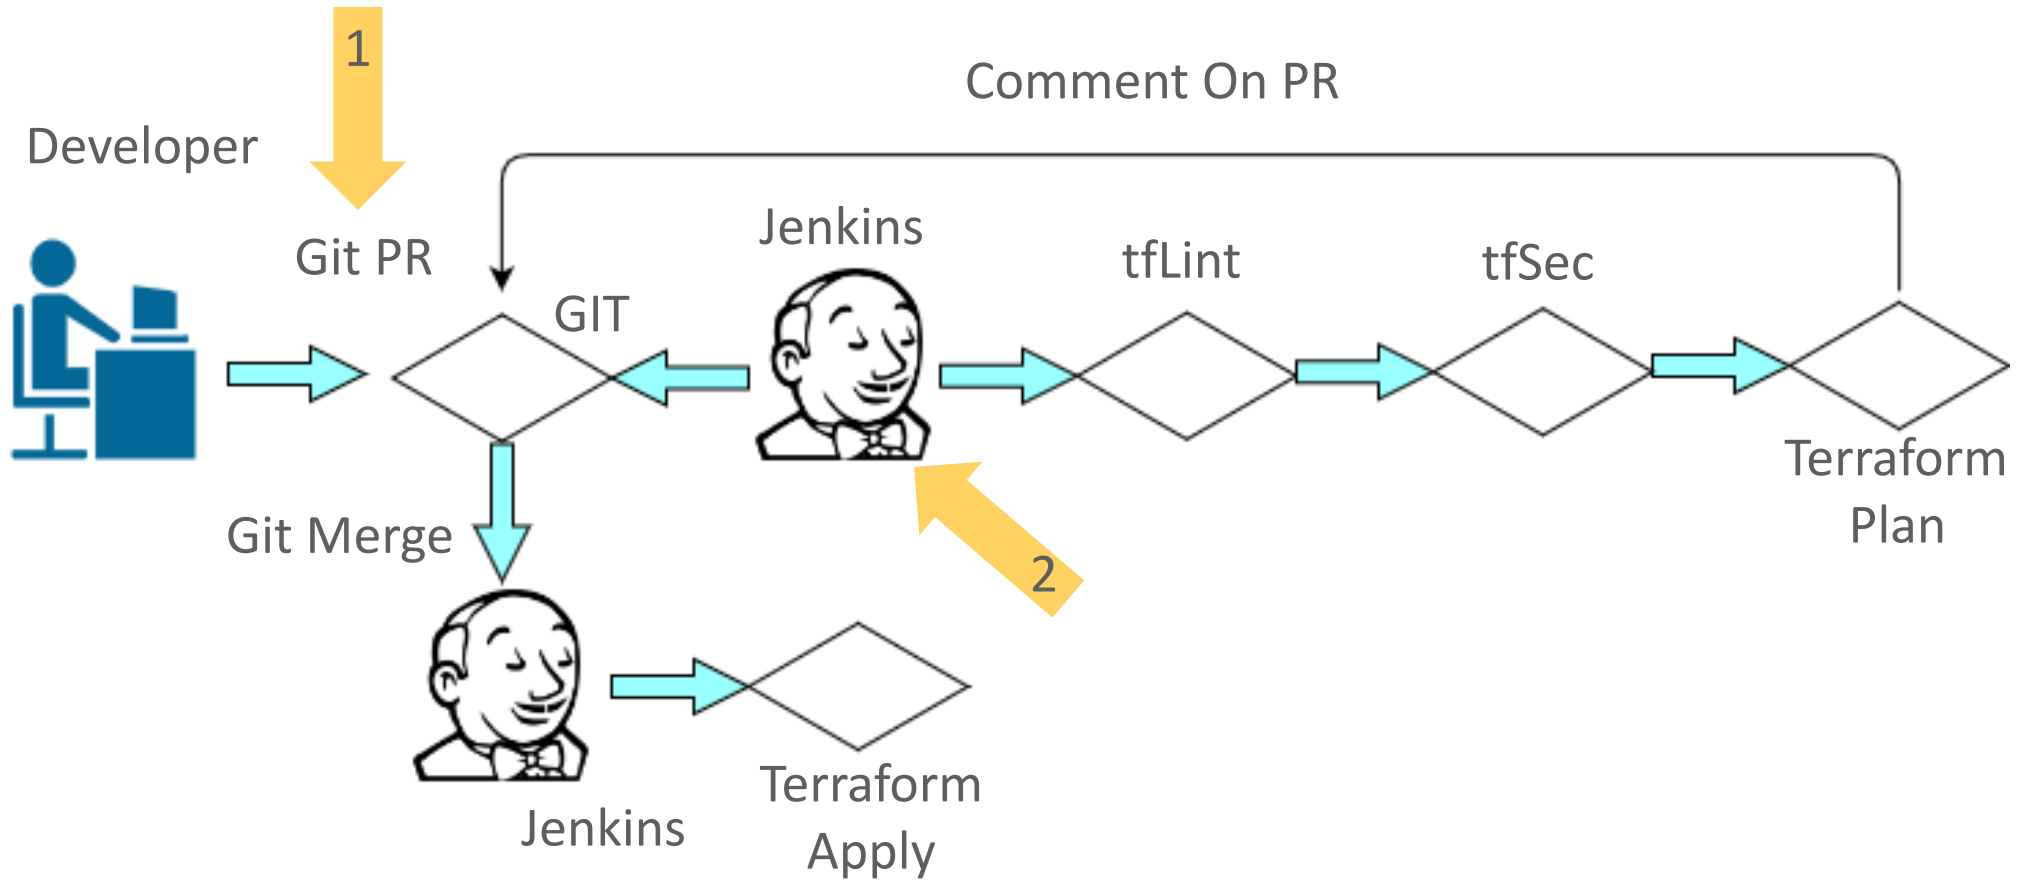 1
Comment On PR
Developer
Jenkins
Git PR
tfLint
tfSec
GIT
Terraform
Plan
Git Merge
2
Terraform
Apply
Jenkins